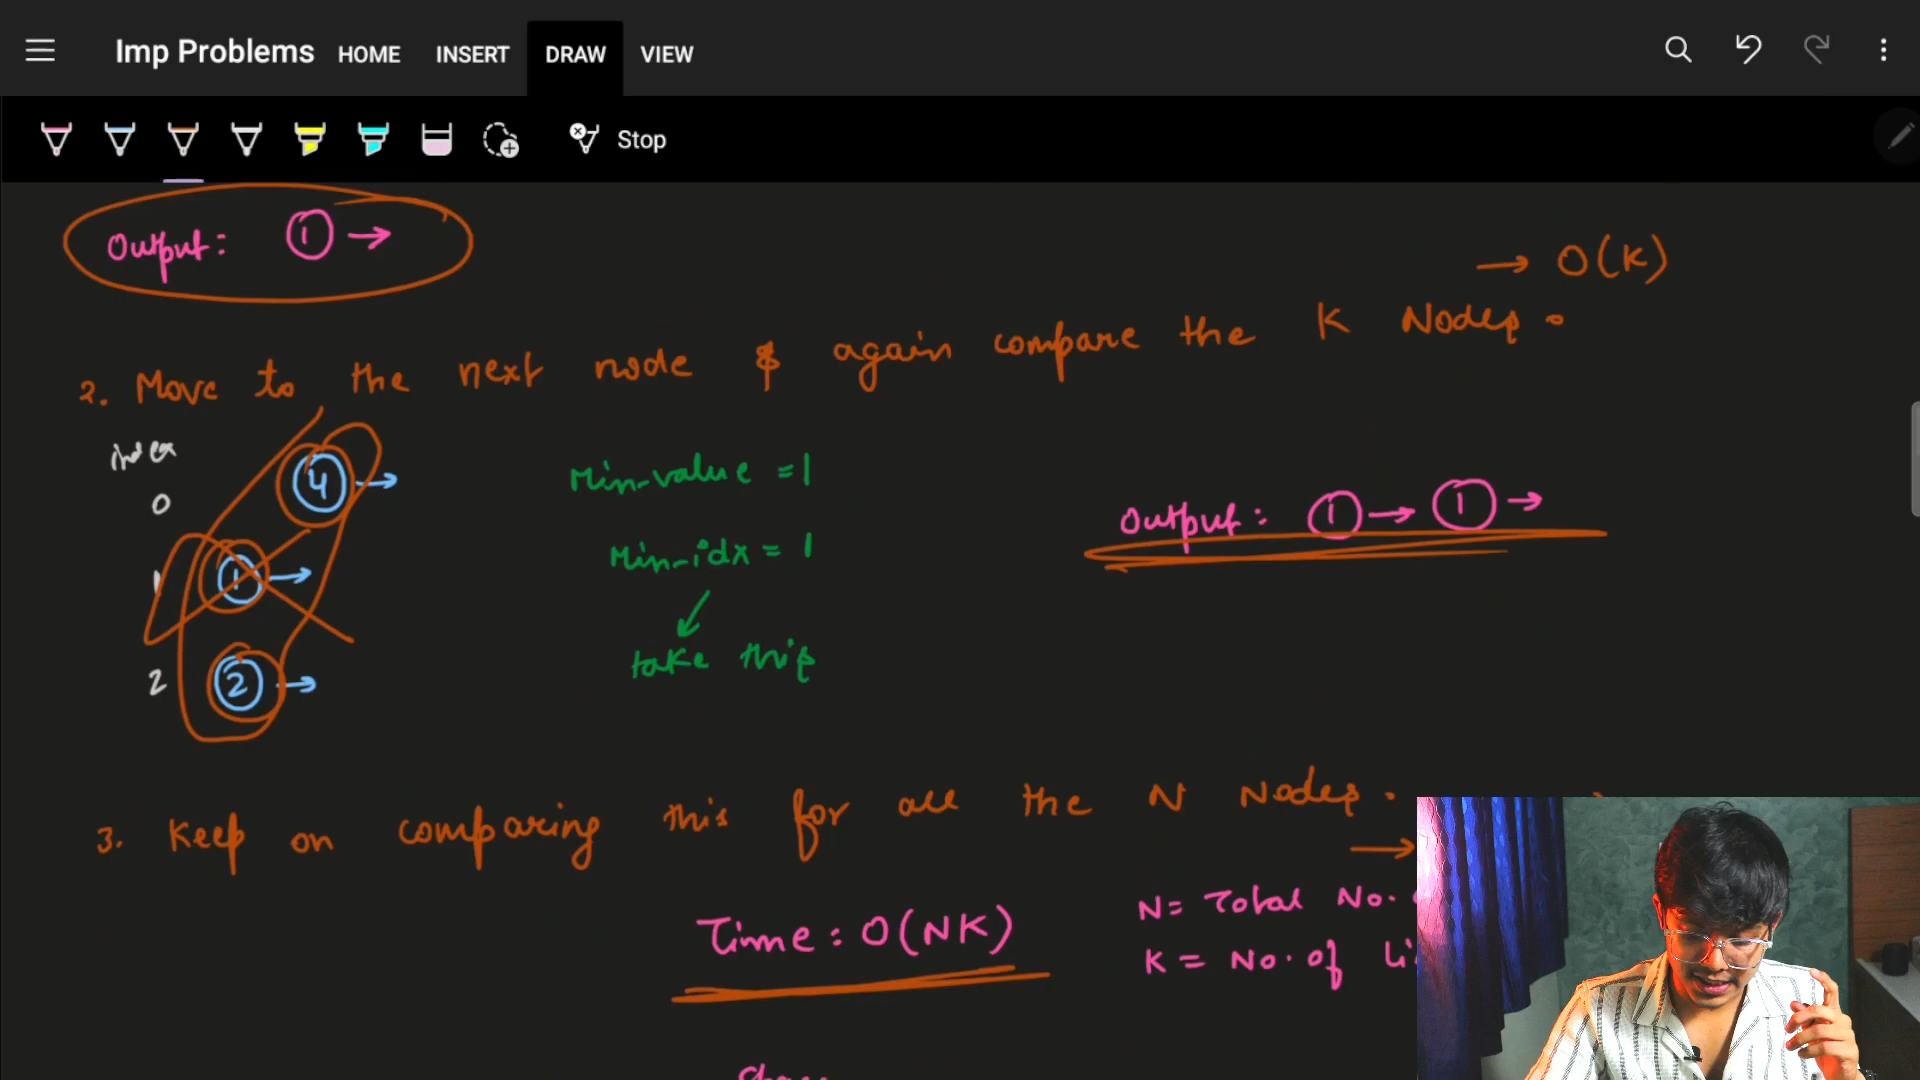 Imp Problems HOME INSERT DRAW VIEW
Stop
Output: 1 →
→ O(K)
2. Move to the next node & again compare the K Nodes.
index
0 4 →
1 1 →
2 2 →
Min-value = 1
Min-idx = 1
take this
Output: 1 → 1 →
3. Keep on comparing this for all the N Nodes.
→
Time: O(NK)
N = Total No.
K = No. of Li